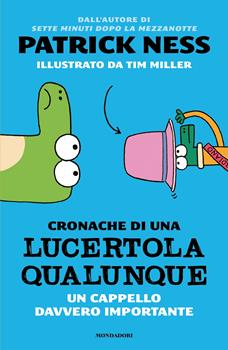 DALL'AUTORE DI
SETTE MINUTI DOPO LA MEZZANOTTE
PATRICK NESS
ILLUSTRATO DA TIM MILLER
CRONACHE DI UNA
LUCERTOLA
QUALUNQUE
UN CAPPELLO
DAVVERO IMPORTANTE
MONDADORI